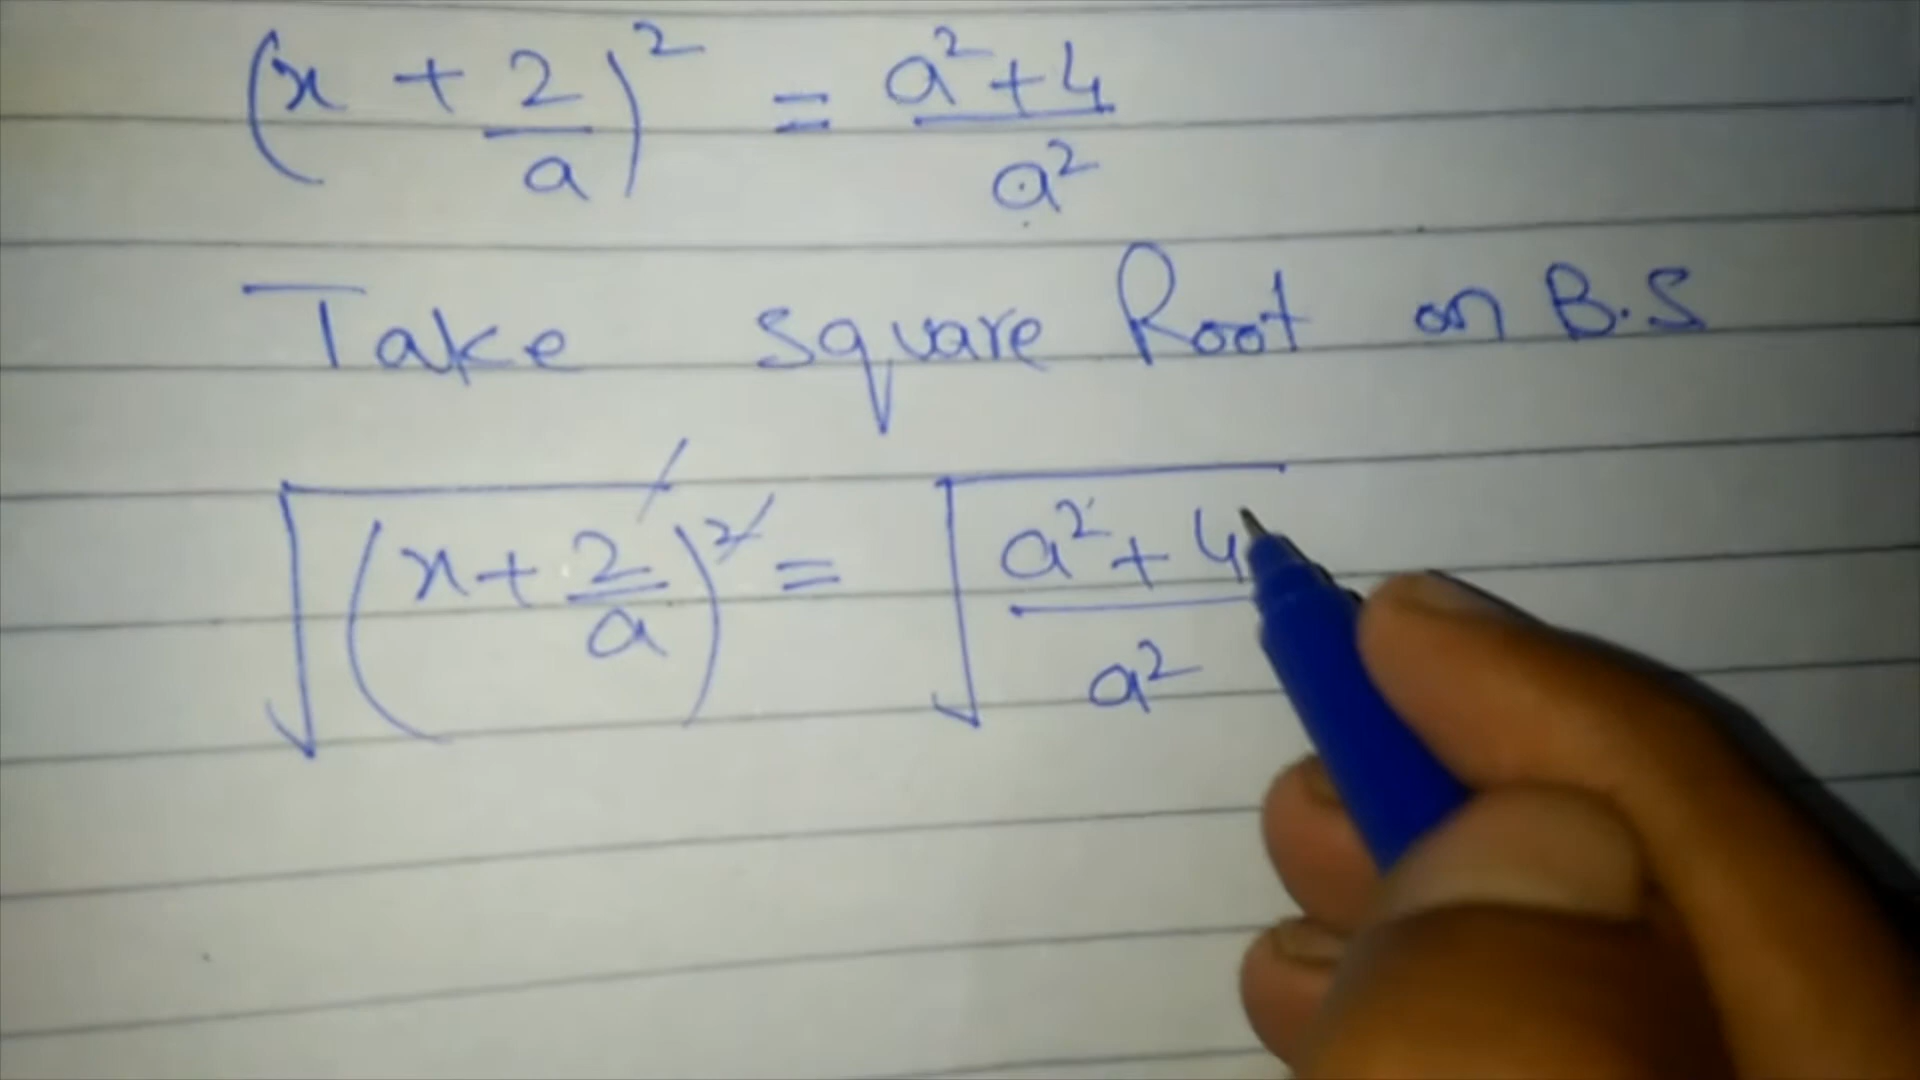 (x + 2/a)² = a²+4/a²
Take square Root on B.S
√(x+2/a)² = √a²+4/a²